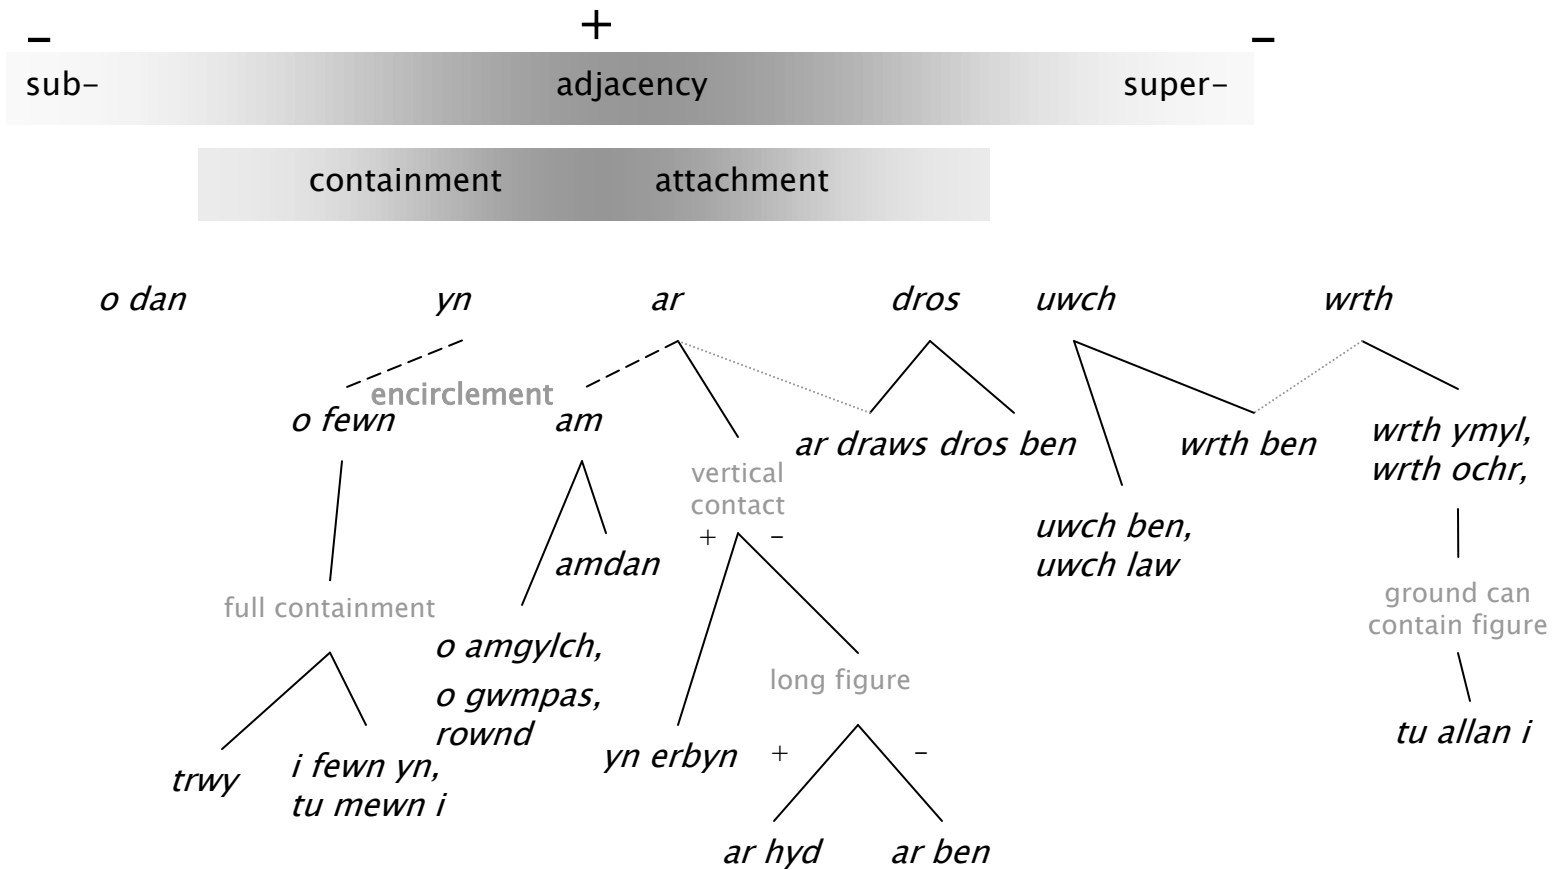 – + –
sub– adjacency super–
containment attachment
o dan yn ar dros uwch wrth
encirclement
o fewn am
ar draws dros ben wrth ben
wrth ymyl,
wrth ochr,
vertical
contact
+ –
uwch ben,
uwch law
amdan
full containment
ground can
contain figure
o amgylch,
o gwmpas,
rownd
long figure
tu allan i
yn erbyn + –
trwy
i fewn yn,
tu mewn i
ar hyd ar ben